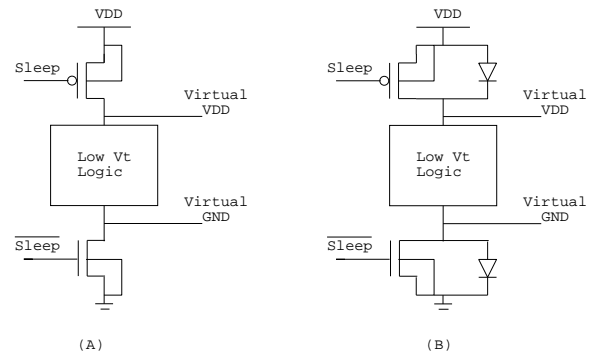 VDD
Sleep
Virtual
VDD
Low Vt
Logic
Virtual
GND
Sleep
(A)
VDD
Sleep
Virtual
VDD
Low Vt
Logic
Virtual
GND
Sleep
(B)